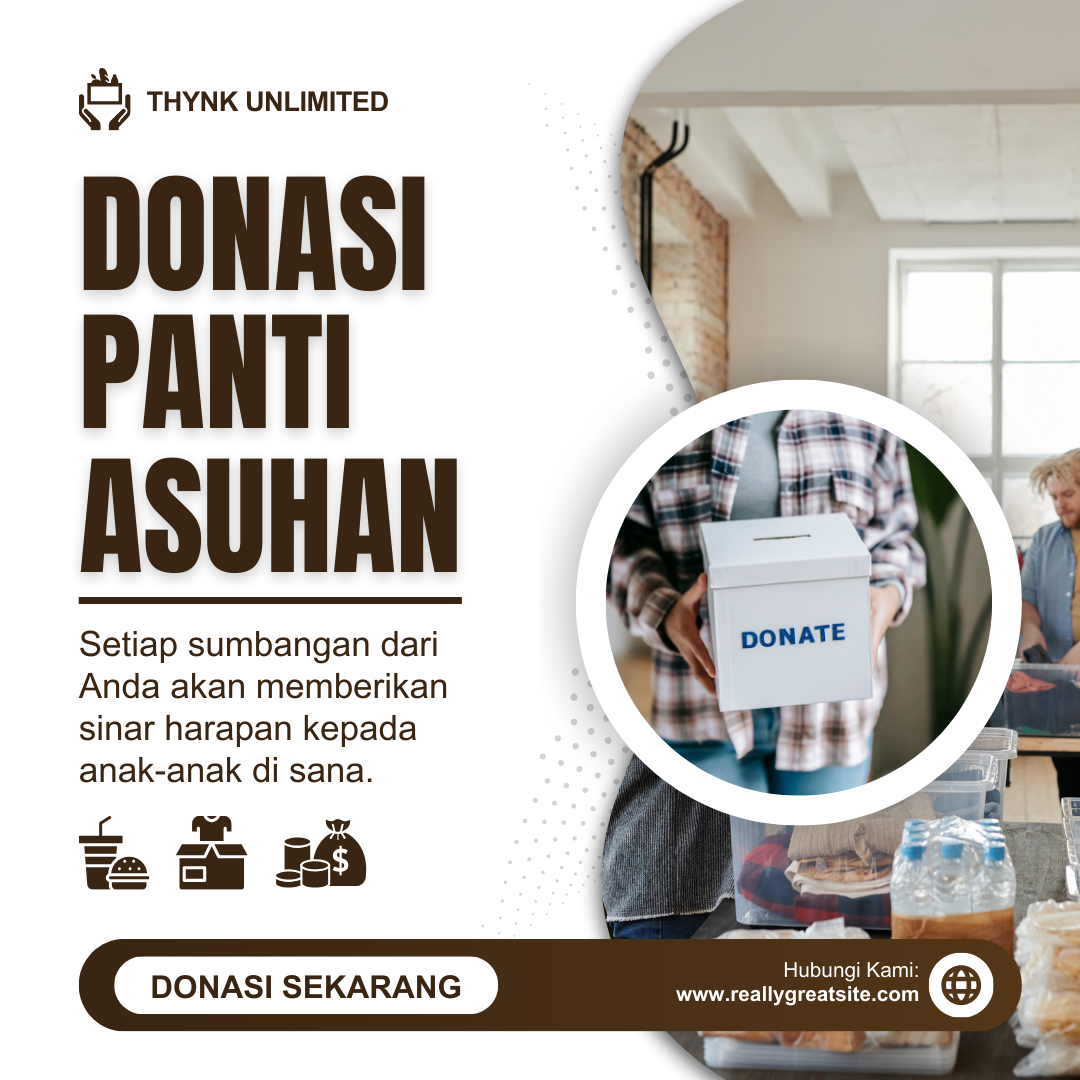 THYNK UNLIMITED
DONASI
PANTI
ASUHAN
Setiap sumbangan dari
Anda akan memberikan
sinar harapan kepada
anak-anak di sana.
$
DONATE
DONASI SEKARANG
Hubungi Kami:
www.reallygreatsite.com